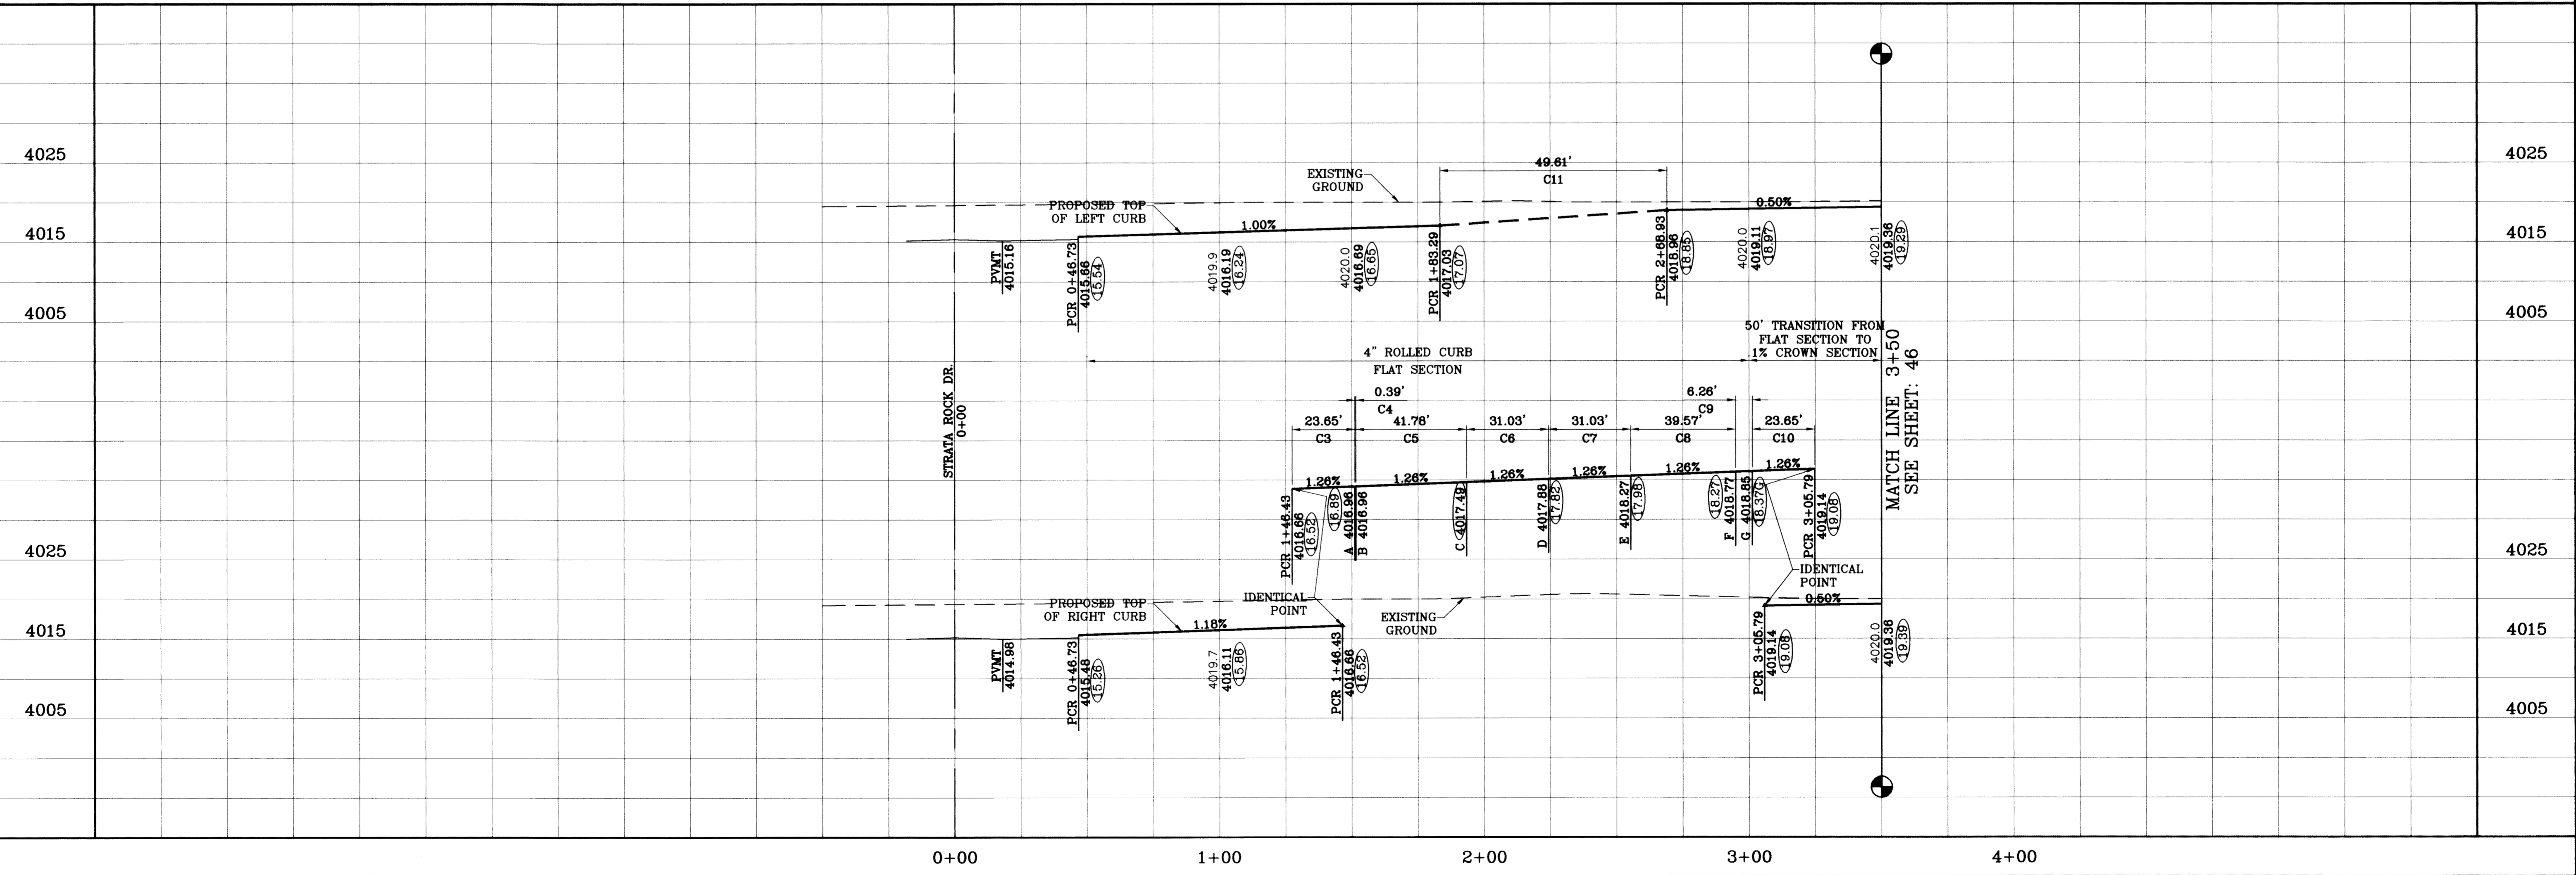 4025
4025
49.61'
C11
EXISTING
GROUND
PROPOSED TOP
OF LEFT CURB
1.00%
0.50%
4015
4015
PVMT
4015.16
PCR 0+46.73
4015.66
15.54
4019.9
4016.19
16.24
4020.0
4016.69
16.65
PCR 1+83.29
4017.03
17.07
PCR 2+68.93
4018.96
18.85
4020.0
4019.11
18.97
4020.1
4019.36
19.29
4005
4005
4" ROLLED CURB
FLAT SECTION
50' TRANSITION FROM
FLAT SECTION TO
1% CROWN SECTION
MATCH LINE 3+50
SEE SHEET: 46
STRATA ROCK DR.
0+00
0.39'
C4
6.26'
C9
23.65'
C3
41.78'
C5
31.03'
C6
31.03'
C7
39.57'
C8
23.65'
C10
1.26%
1.26%
1.26%
1.26%
1.26%
1.26%
PCR 1+46.43
4016.66
16.52
16.89
A 4016.96
B 4016.96
C 4017.49
D 4017.88
17.82
E 4018.27
17.98
18.27
F 4018.77
G 4018.85
18.37G
PCR 3+05.79
4019.14
19.08
4025
4025
IDENTICAL
POINT
PROPOSED TOP
OF RIGHT CURB
IDENTICAL
POINT
EXISTING
GROUND
1.18%
0.50%
4015
4015
PVMT
4014.98
PCR 0+46.73
4015.48
15.26
4019.7
4016.11
15.86
PCR 1+46.43
4016.66
16.52
PCR 3+05.79
4019.14
19.08
4020.0
4019.36
19.39
4005
4005
0+00
1+00
2+00
3+00
4+00